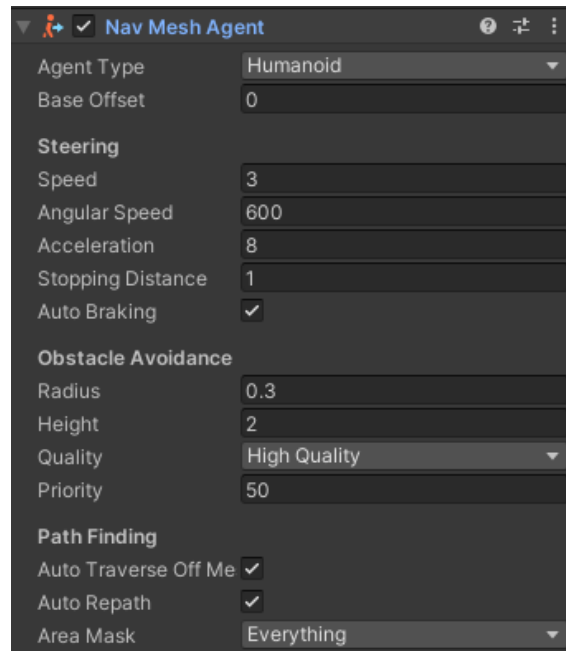 Nav Mesh Agent
Agent Type Humanoid
Base Offset 0
Steering
Speed 3
Angular Speed 600
Acceleration 8
Stopping Distance 1
Auto Braking
Obstacle Avoidance
Radius 0.3
Height 2
Quality High Quality
Priority 50
Path Finding
Auto Traverse Off Me
Auto Repath
Area Mask Everything